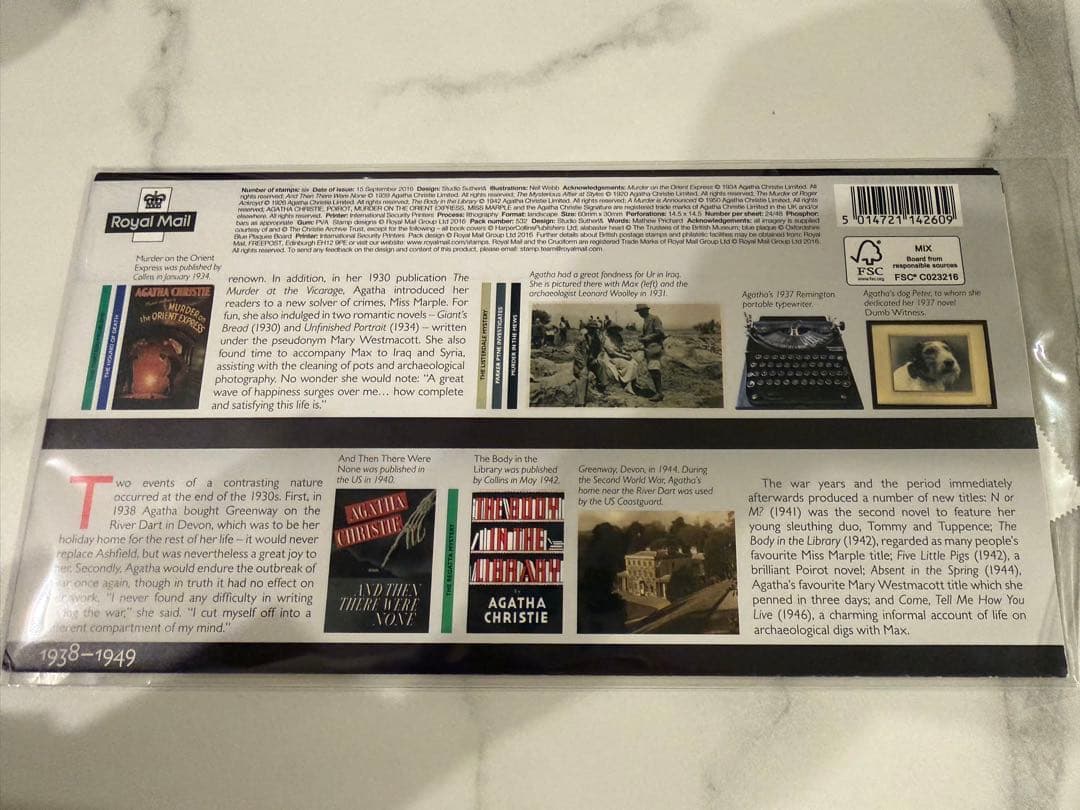 Royal Mail
Number of stamps: six Date of issue: 15 September 2016 Design: Studio Sutherl& Illustrations: Neil Webb Acknowledgements: Murder on the Orient Express © 1934 Agatha Christie Limited. All
rights reserved. And Then There Were None © 1939 Agatha Christie Limited. All rights reserved. The Mysterious Affair at Styles © 1920 Agatha Christie Limited. All rights reserved. The Murder of Roger
Ackroyd © 1926 Agatha Christie Limited. All rights reserved. The Body in the Library © 1942 Agatha Christie Limited. All rights reserved. A Murder is Announced © 1950 Agatha Christie Limited. All rights
reserved. AGATHA CHRISTIE, POIROT, MURDER ON THE ORIENT EXPRESS, MISS MARPLE and the Agatha Christie Signature are registered trade marks of Agatha Christie Limited in the UK and/or
elsewhere. All rights reserved. Printer: International Security Printers Process: lithography Format: landscape Size: 60mm x 30mm Perforations: 14.5 x 14.5 Number per sheet: 24/48 Phosphor:
bars as appropriate Gum: PVA Stamp designs © Royal Mail Group Ltd 2016 Pack number: 532 Design: Studio Sutherl& Words: Mathew Prichard Acknowledgements: all imagery is supplied
courtesy of and © The Christie Archive Trust, except for the following – all book covers © HarperCollinsPublishers Ltd; alabaster head © The Trustees of the British Museum; blue plaque © Oxfordshire
Blue Plaque Board Printer: International Security Printers Pack design © Royal Mail Group Ltd 2016 Further details about British postage stamps and philatelic facilities may be obtained from: Royal
Mail, FREEPOST, Edinburgh EH12 9PE or visit our website: www.royalmail.com/stamps. Royal Mail and the Cruciform are registered Trade Marks of Royal Mail Group Ltd © Royal Mail Group Ltd 2016.
All rights reserved. To send any feedback on the design and content of this product, please email: stamp.team@royalmail.com
5 014721 142609
FSC
www.fsc.org
MIX
Board from
responsible sources
FSC® C023216
Murder on the Orient
Express was published by
Collins in January 1934.
THE HOUND OF DEATH
AGATHA CHRISTIE
MURDER on
the ORIENT EXPRESS
renown. In addition, in her 1930 publication The
Murder at the Vicarage, Agatha introduced her
readers to a new solver of crimes, Miss Marple. For
fun, she also indulged in two romantic novels – Giant's
Bread (1930) and Unfinished Portrait (1934) – written
under the pseudonym Mary Westmacott. She also
found time to accompany Max to Iraq and Syria,
assisting with the cleaning of pots and archaeological
photography. No wonder she would note: "A great
wave of happiness surges over me… how complete
and satisfying this life is."
THE LISTERDALE MYSTERY
PARKER PYNE INVESTIGATES
MURDER IN THE MEWS
Agatha had a great fondness for Ur in Iraq.
She is pictured there with Max (left) and the
archaeologist Leonard Woolley in 1931.
Agatha's 1937 Remington
portable typewriter.
Agatha's dog Peter, to whom she
dedicated her 1937 novel
Dumb Witness.
Two events of a contrasting nature
occurred at the end of the 1930s. First, in
1938 Agatha bought Greenway on the
River Dart in Devon, which was to be her
holiday home for the rest of her life – it would never
replace Ashfield, but was nevertheless a great joy to
her. Secondly, Agatha would endure the outbreak of
war once again, though in truth it had no effect on
her work. "I never found any difficulty in writing
during the war," she said. "I cut myself off into a
different compartment of my mind."
And Then There Were
None was published in
the US in 1940.
AGATHA
CHRISTIE
AND THEN
THERE WERE
NONE
THE REGATTA MYSTERY
The Body in the
Library was published
by Collins in May 1942.
THE BODY
IN THE
LIBRARY
by
AGATHA
CHRISTIE
Greenway, Devon, in 1944. During
the Second World War, Agatha's
home near the River Dart was used
by the US Coastguard.
The war years and the period immediately
afterwards produced a number of new titles: N or
M? (1941) was the second novel to feature her
young sleuthing duo, Tommy and Tuppence; The
Body in the Library (1942), regarded as many people's
favourite Miss Marple title; Five Little Pigs (1942), a
brilliant Poirot novel; Absent in the Spring (1944),
Agatha's favourite Mary Westmacott title which she
penned in three days; and Come, Tell Me How You
Live (1946), a charming informal account of life on
archaeological digs with Max.
1938–1949